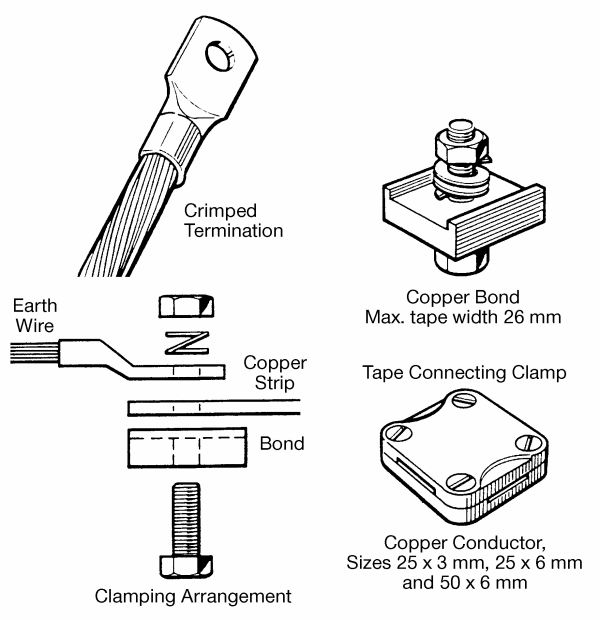 Crimped
Termination
Copper Bond
Max. tape width 26 mm
Earth
Wire
Copper
Strip
Bond
Clamping Arrangement
Tape Connecting Clamp
Copper Conductor,
Sizes 25 x 3 mm, 25 x 6 mm
and 50 x 6 mm